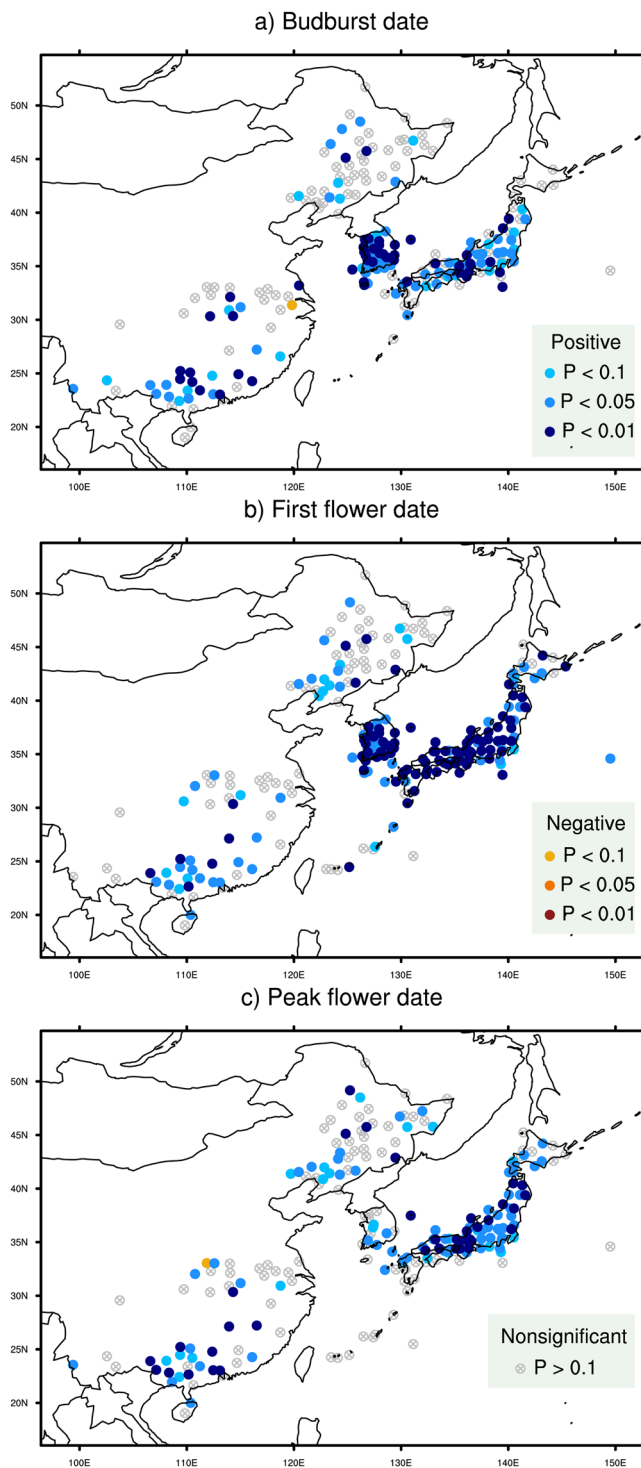 a) Budburst date
50N
45N
40N
35N
30N
25N
20N
Positive
P < 0.1
P < 0.05
P < 0.01
100E 110E 120E 130E 140E 150E
b) First flower date
50N
45N
40N
35N
30N
25N
20N
Negative
P < 0.1
P < 0.05
P < 0.01
100E 110E 120E 130E 140E 150E
c) Peak flower date
50N
45N
40N
35N
30N
25N
20N
Nonsignificant
P > 0.1
100E 110E 120E 130E 140E 150E